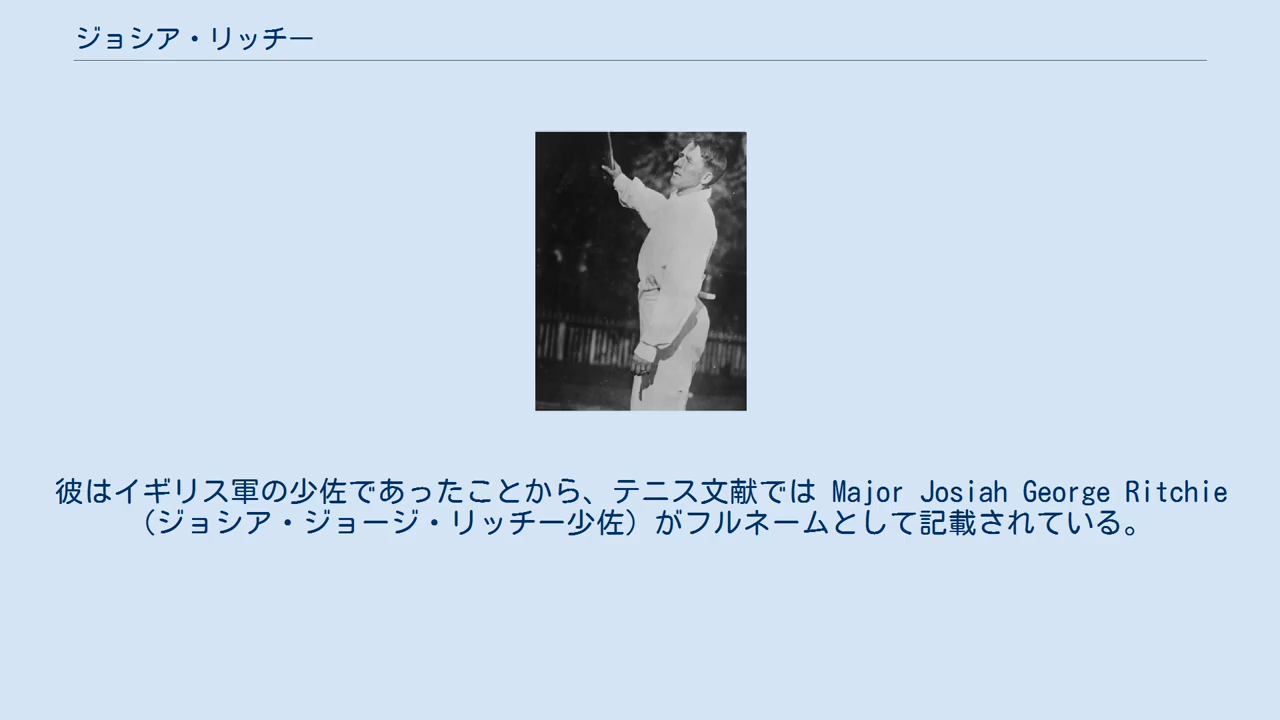 ジョシア・リッチー
彼はイギリス軍の少佐であったことから、テニス文献では Major Josiah George Ritchie
（ジョシア・ジョージ・リッチー少佐）がフルネームとして記載されている。